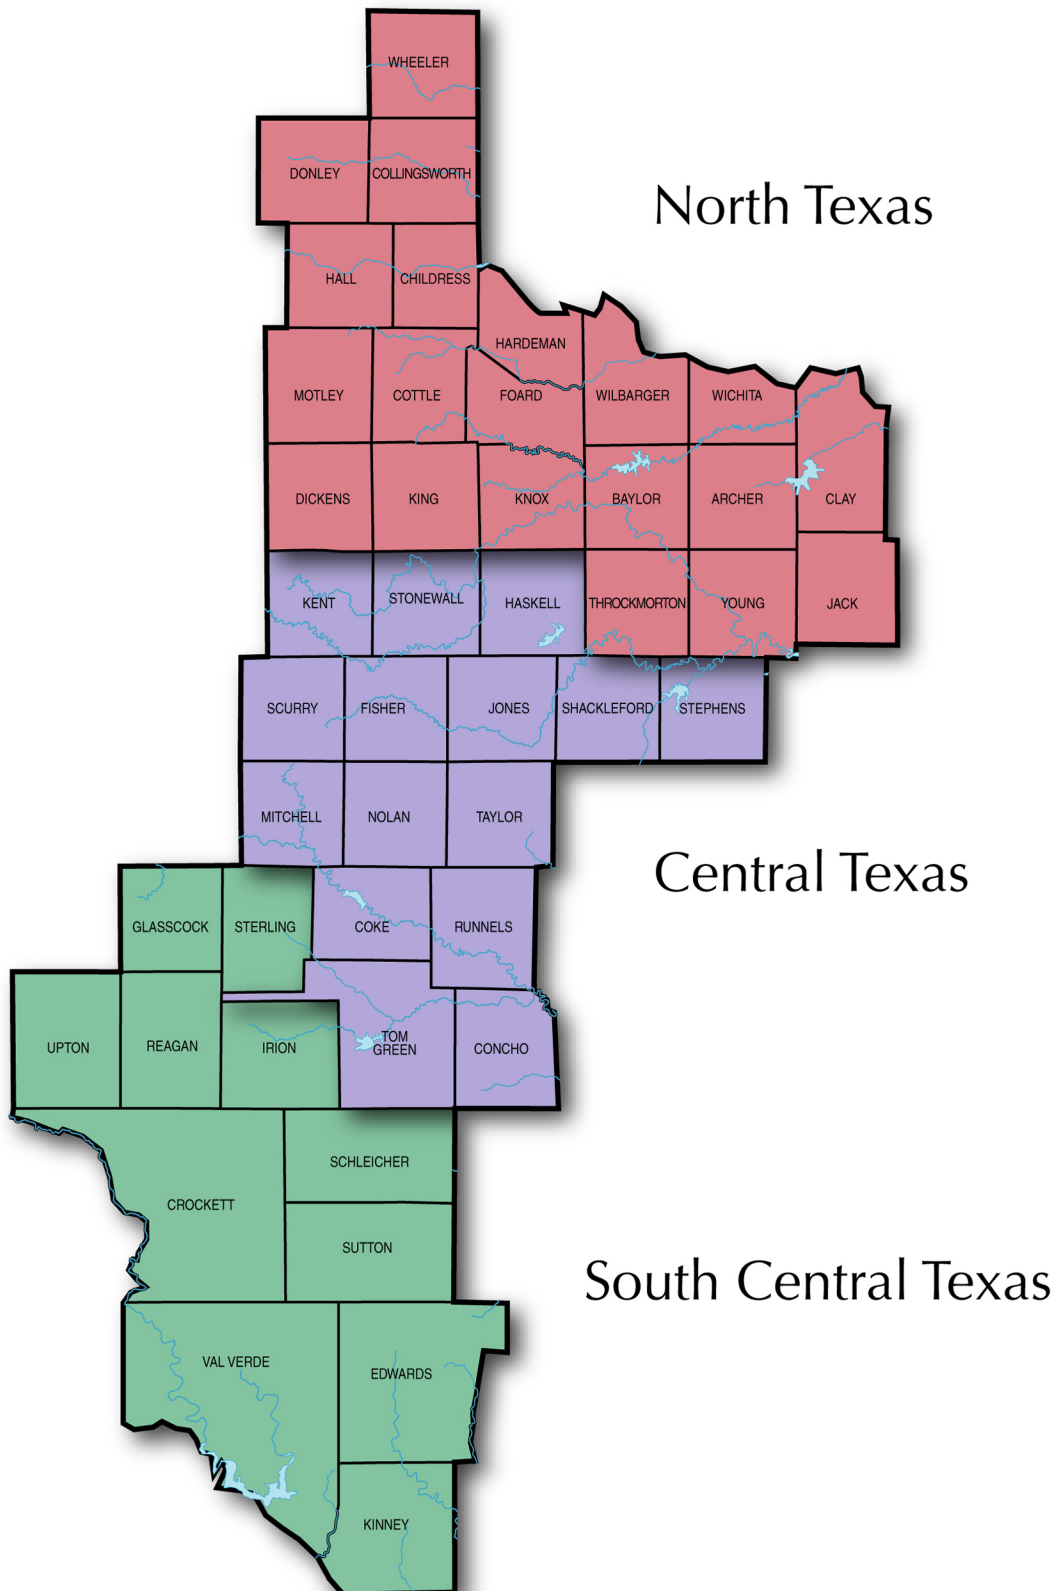 WHEELER
DONLEY
COLLINGSWORTH
North Texas
HALL
CHILDRESS
HARDEMAN
MOTLEY
COTTLE
FOARD
WILBARGER
WICHITA
DICKENS
KING
KNOX
BAYLOR
ARCHER
CLAY
KENT
STONEWALL
HASKELL
THROCKMORTON
YOUNG
JACK
SCURRY
FISHER
JONES
SHACKLEFORD
STEPHENS
MITCHELL
NOLAN
TAYLOR
Central Texas
GLASSCOCK
STERLING
COKE
RUNNELS
UPTON
REAGAN
IRION
TOM
GREEN
CONCHO
SCHLEICHER
CROCKETT
SUTTON
South Central Texas
VAL VERDE
EDWARDS
KINNEY